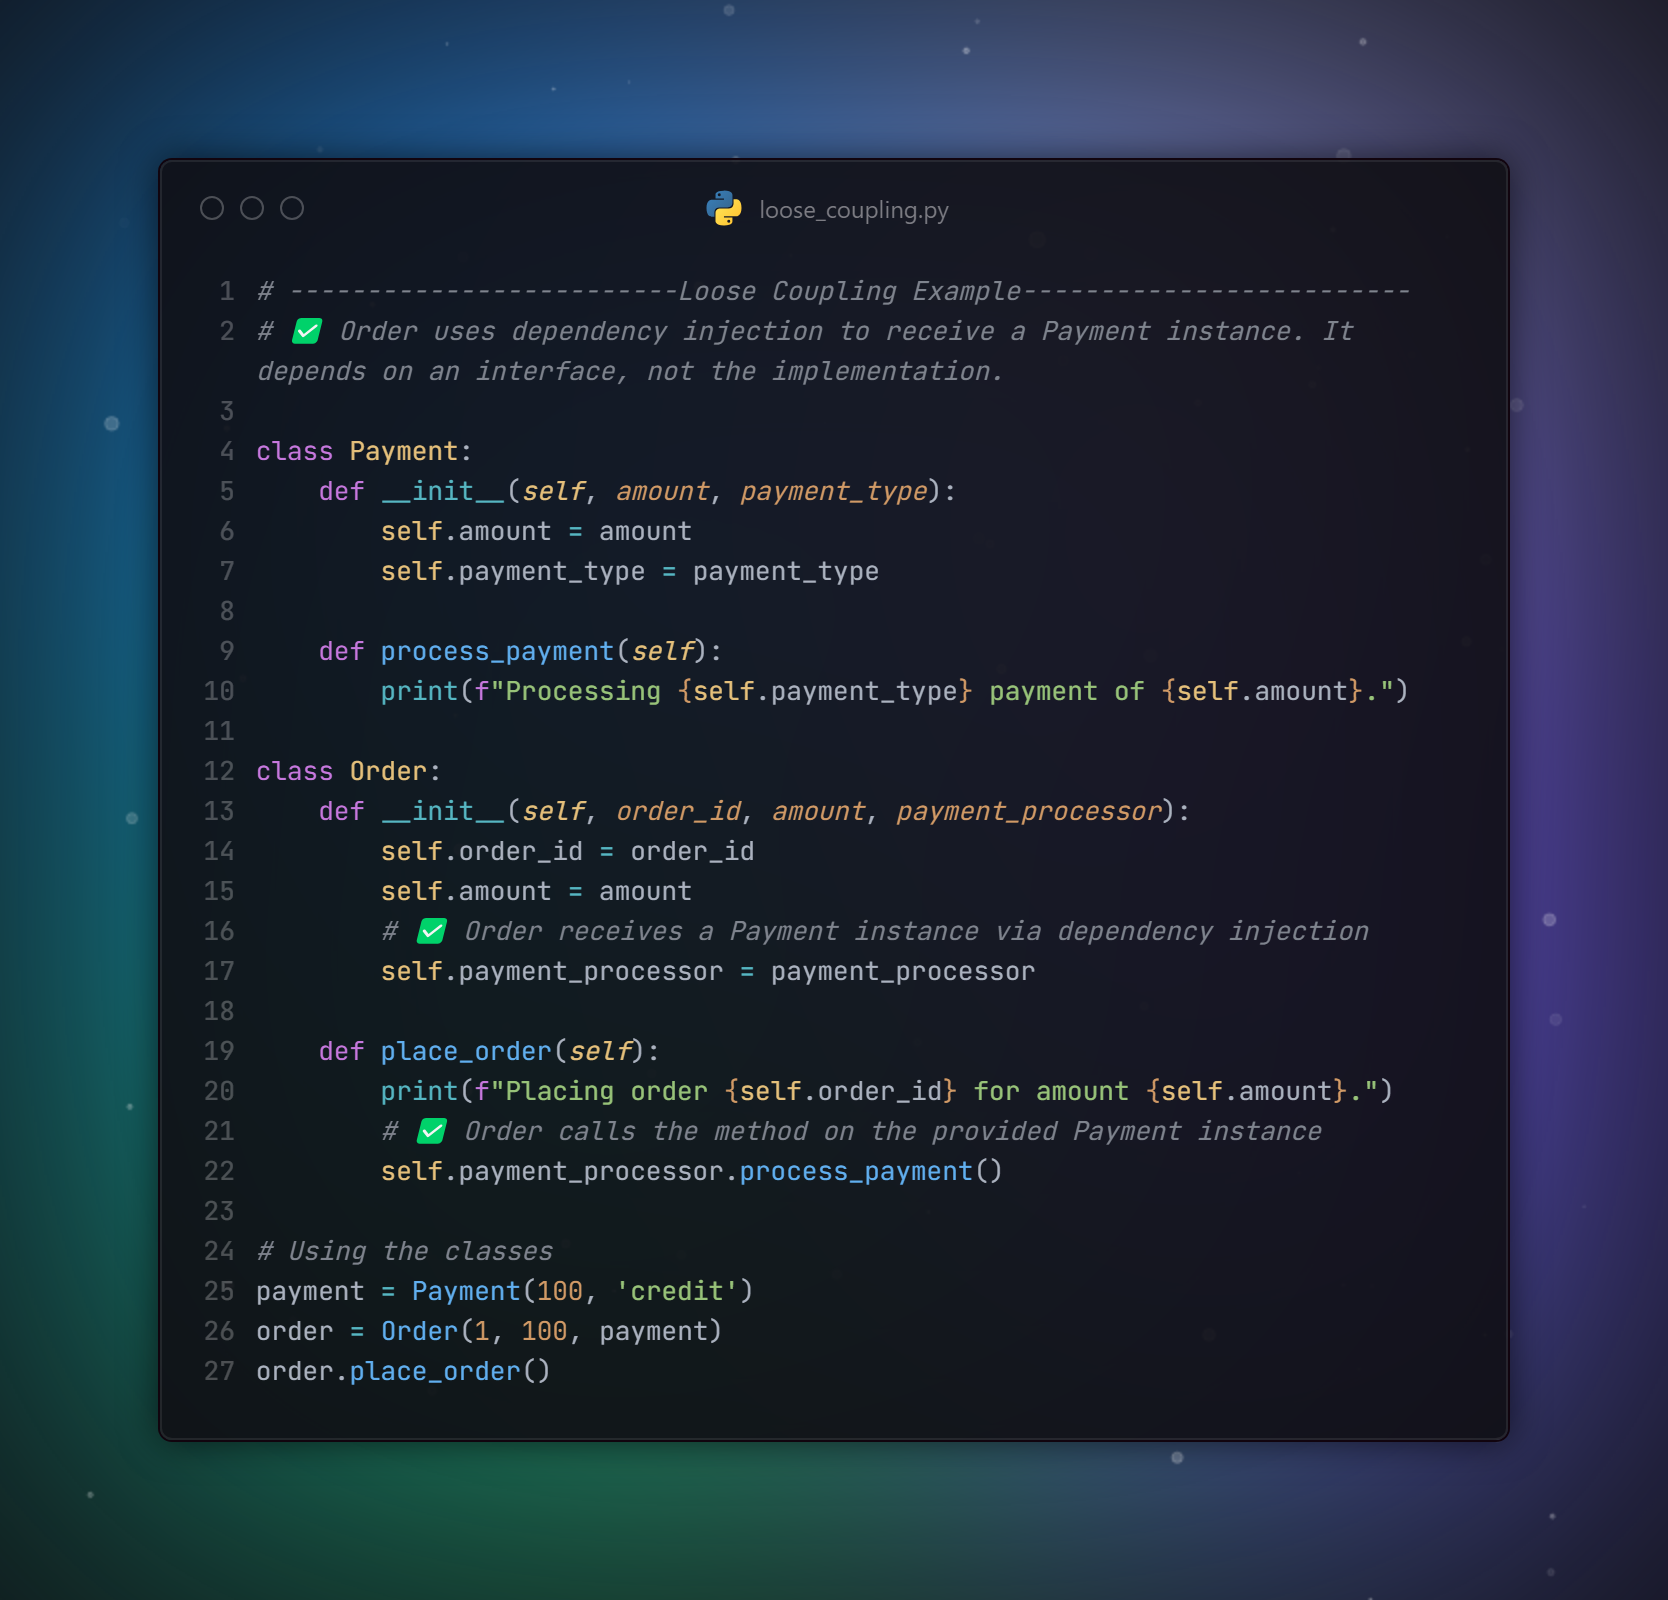 loose_coupling.py
1 # -------------------------Loose Coupling Example-------------------------
2 # ✅ Order uses dependency injection to receive a Payment instance. It
depends on an interface, not the implementation.
3
4 class Payment:
5     def __init__(self, amount, payment_type):
6         self.amount = amount
7         self.payment_type = payment_type
8
9     def process_payment(self):
10         print(f"Processing {self.payment_type} payment of {self.amount}.")
11
12 class Order:
13     def __init__(self, order_id, amount, payment_processor):
14         self.order_id = order_id
15         self.amount = amount
16         # ✅ Order receives a Payment instance via dependency injection
17         self.payment_processor = payment_processor
18
19     def place_order(self):
20         print(f"Placing order {self.order_id} for amount {self.amount}.")
21         # ✅ Order calls the method on the provided Payment instance
22         self.payment_processor.process_payment()
23
24 # Using the classes
25 payment = Payment(100, 'credit')
26 order = Order(1, 100, payment)
27 order.place_order()